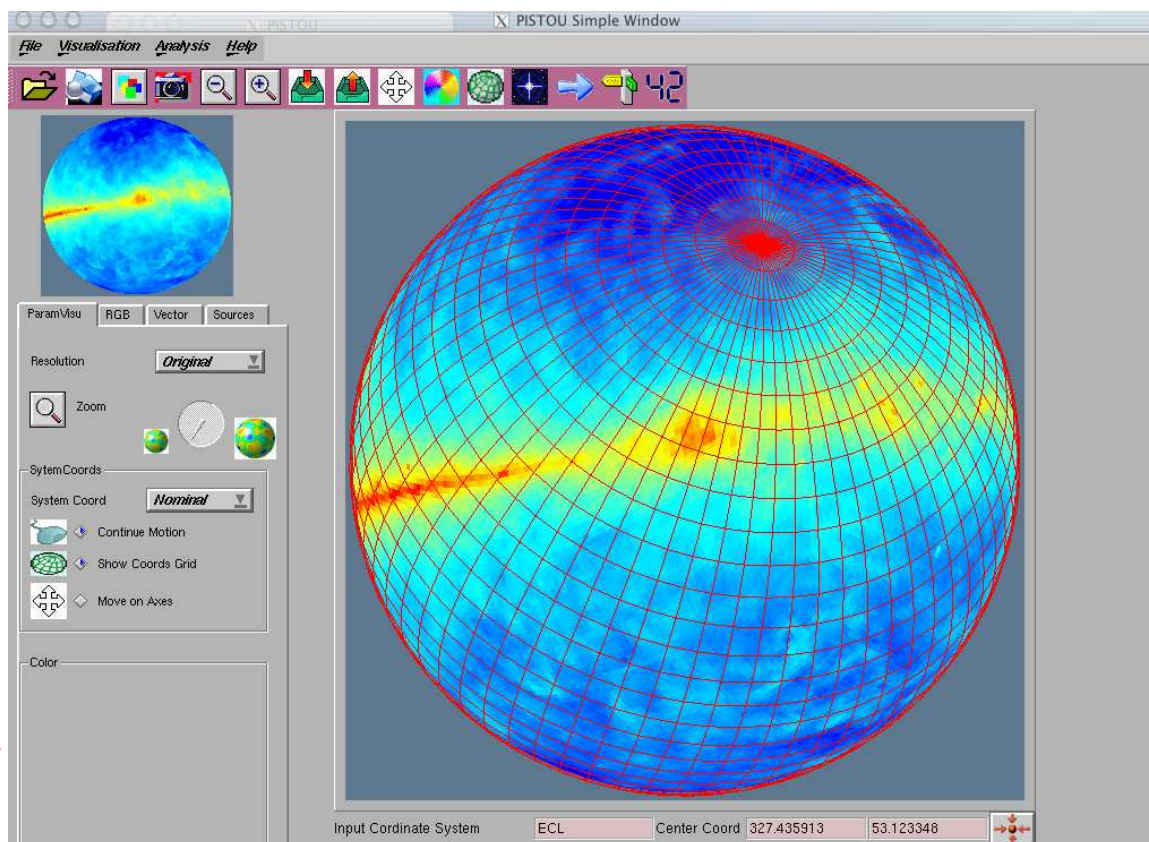 PISTOU
PISTOU Simple Window
File Visualisation Analysis Help
42
ParamVisu RGB Vector Sources
Resolution Original
Zoom
SytemCoords
System Coord Nominal
Continue Motion
Show Coords Grid
Move on Axes
Color
Input Cordinate System ECL Center Coord 327.435913 53.123348